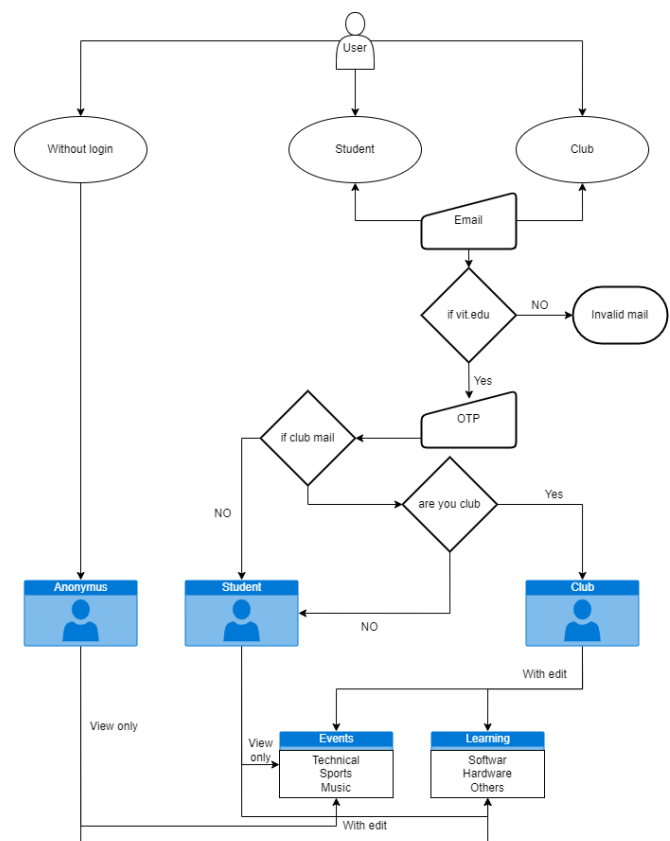 User
Without login
Student
Club
Email
if vit.edu
NO
Invalid mail
Yes
OTP
if club mail
are you club
Yes
NO
Anonymus
Student
Club
NO
With edit
View only
Events
Learning
View
only
Technical
Sports
Music
Softwar
Hardware
Others
With edit